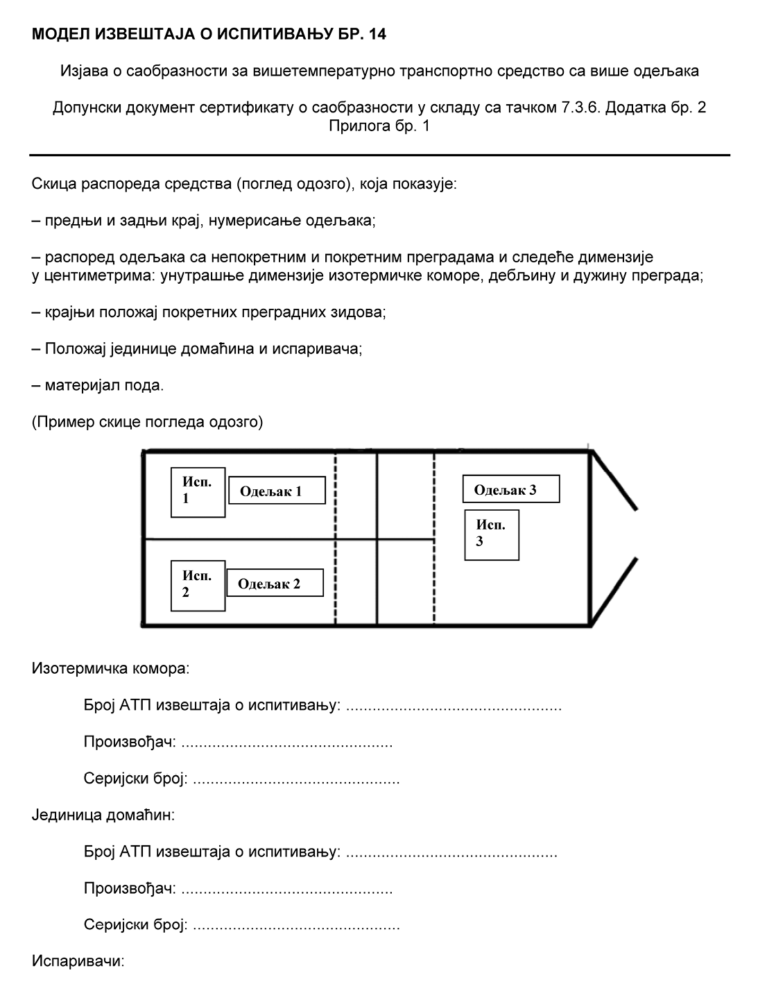 МОДЕЛ ИЗВЕШТАЈА О ИСПИТИВАЊУ БР. 14
Изјава о саобразности за вишетемпературно транспортно средство са више одељака
Допунски документ сертификату о саобразности у складу са тачком 7.3.6. Додатка бр. 2
Прилога бр. 1
Скица распореда средства (поглед одозго), која показује:
– предњи и задњи крај, нумерисање одељака;
– распоред одељака са непокретним и покретним преградама и следеће димензије
у центиметрима: унутрашње димензије изотермичке коморе, дебљину и дужину преграда;
– крајњи положај покретних преградних зидова;
– Положај јединице домаћина и испаривача;
– материјал пода.
(Пример скице погледа одозго)
Исп.
1
Одељак 1
Одељак 3
Исп.
3
Исп.
2
Одељак 2
Изотермичка комора:
Број АТП извештаја о испитивању: .................................................
Произвођач: ................................................
Серијски број: ...............................................
Јединица домаћин:
Број АТП извештаја о испитивању: ................................................
Произвођач: ................................................
Серијски број: ...............................................
Испаривачи: